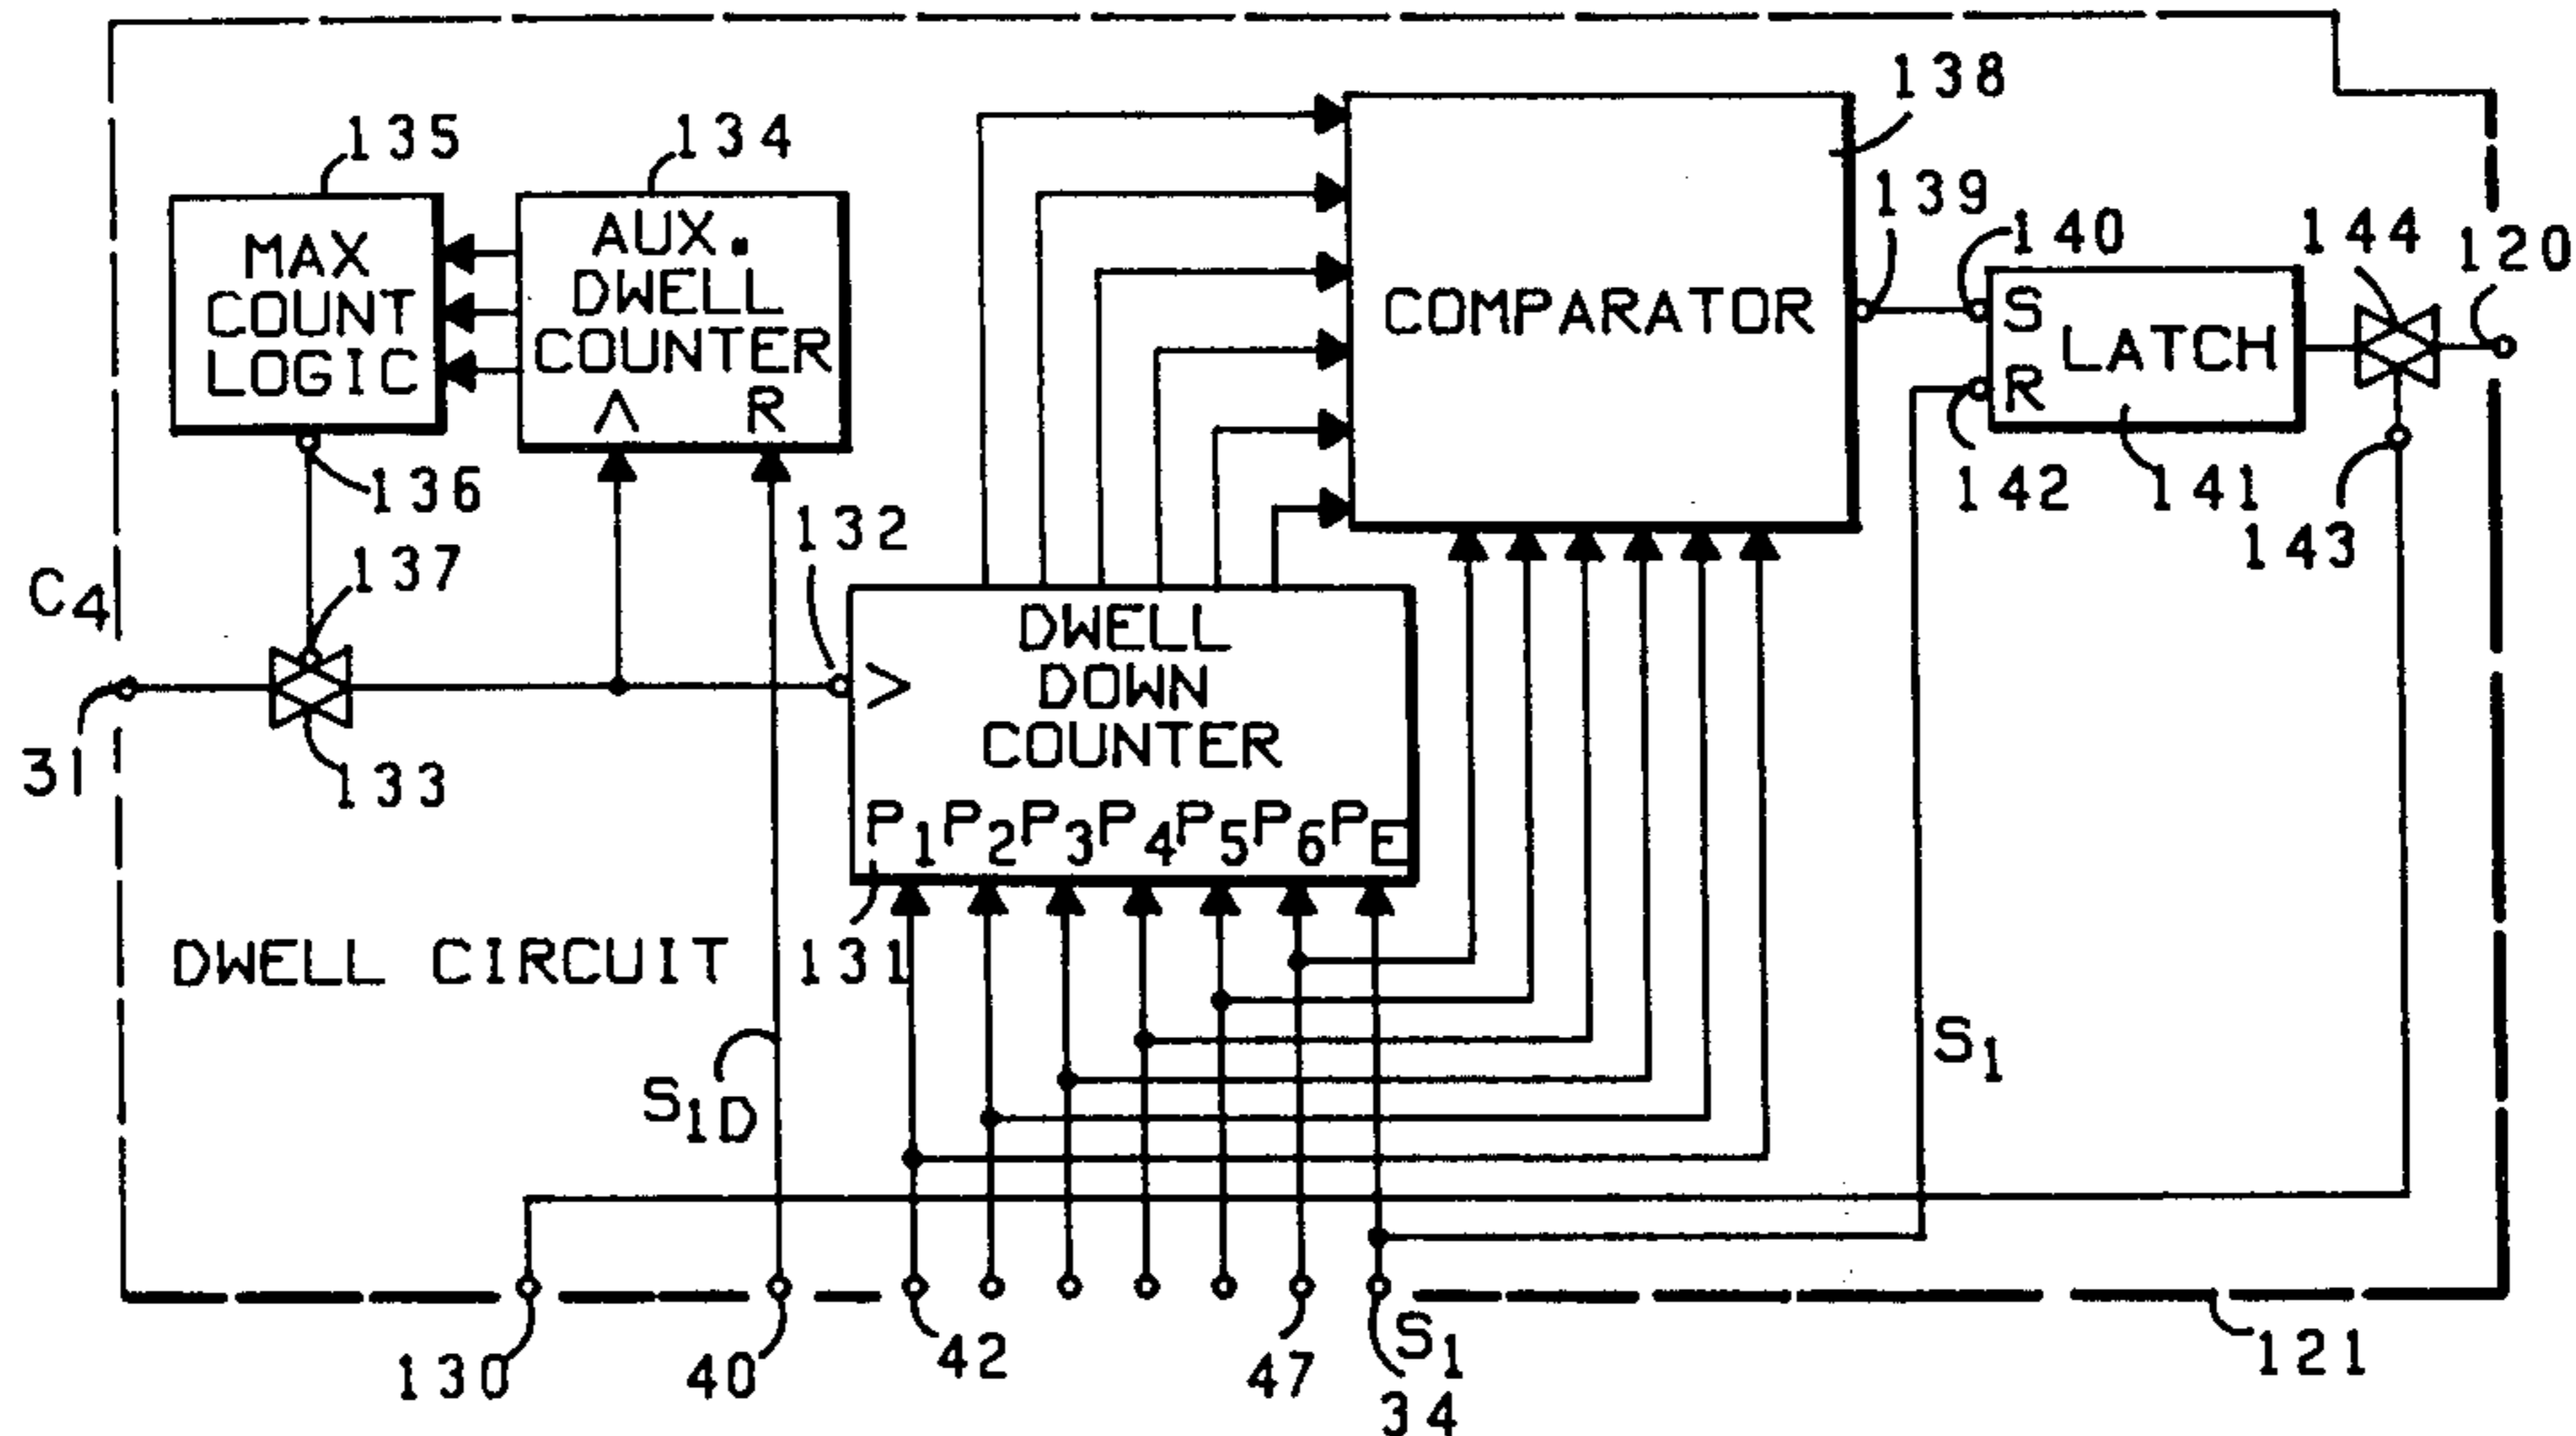 135
134
138
MAX
COUNT
LOGIC
AUX.
DWELL
COUNTER
Λ R
COMPARATOR
139
140
144
120
S
R
LATCH
136
137
132
142
141
143
C4
31
133
>
DWELL
DOWN
COUNTER
P1 P2 P3 P4 P5 P6 PE
131
DWELL CIRCUIT
S1D
S1
130
40
42
47
S1
34
121